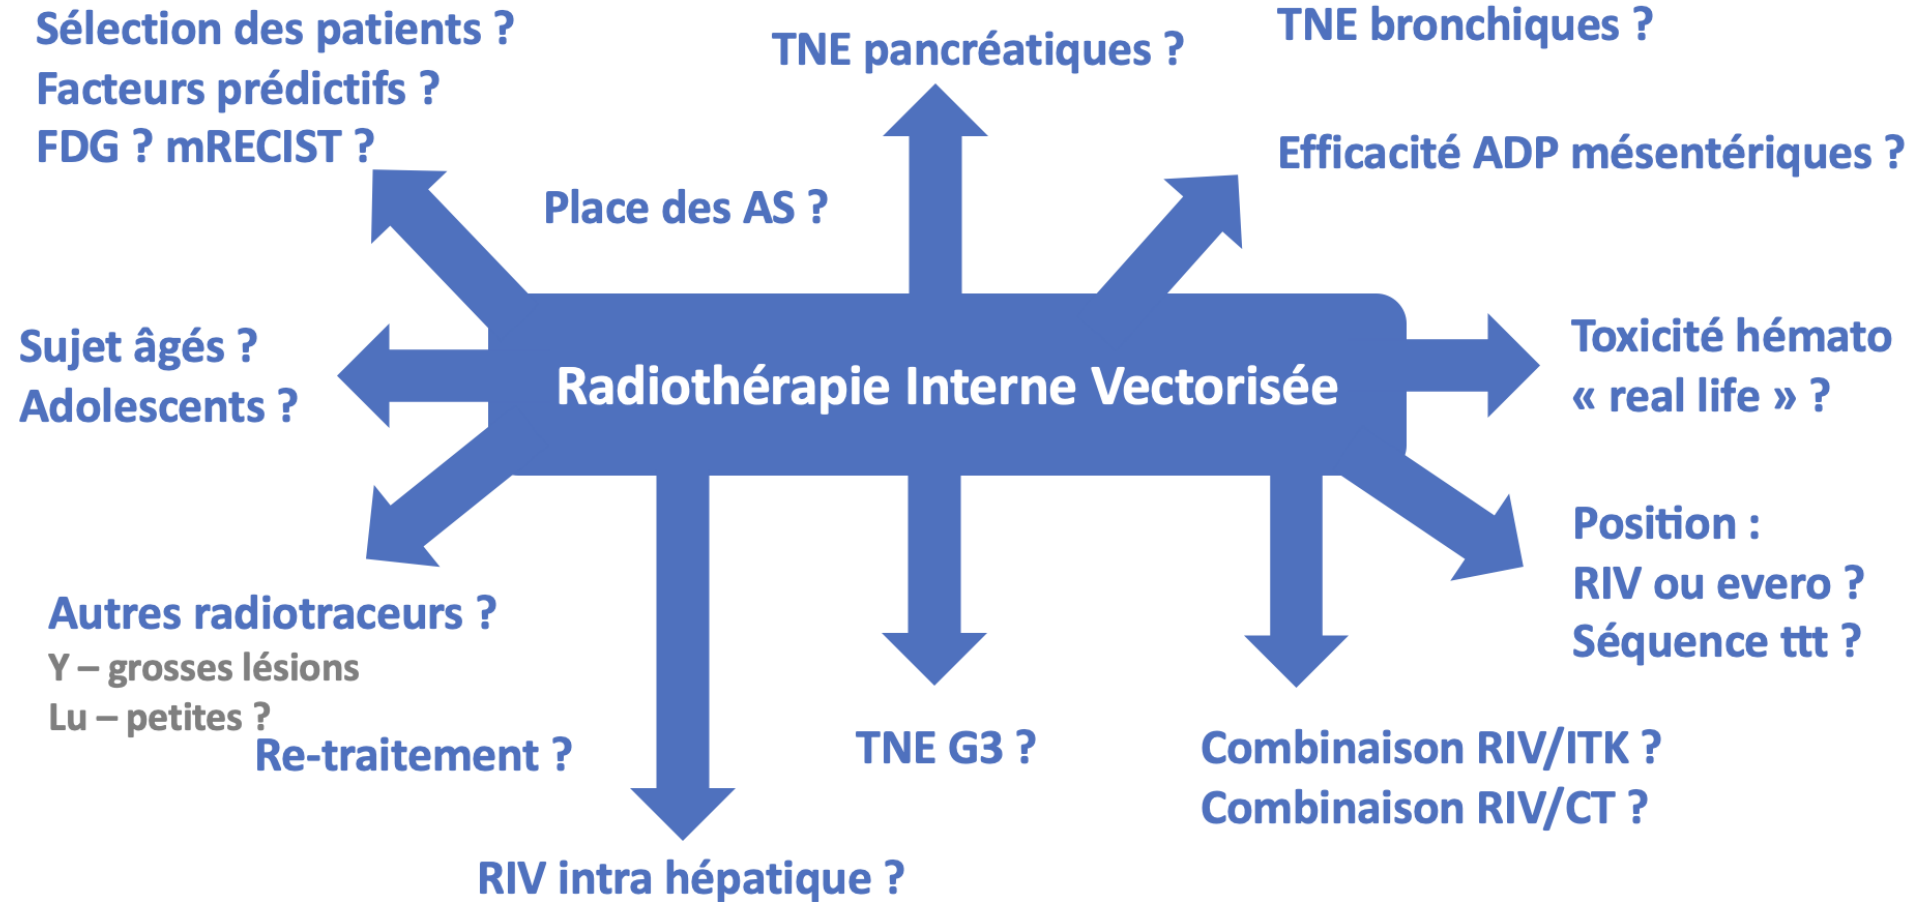 Sélection des patients ?
Facteurs prédictifs ?
FDG ? mRECIST ?
Place des AS ?
TNE pancréatiques ?
TNE bronchiques ?
Efficacité ADP mésentériques ?
Sujet âgés ?
Adolescents ?
Radiothérapie Interne Vectorisée
Toxicité hémato
« real life » ?
Position :
RIV ou evero ?
Séquence ttt ?
Autres radiotraceurs ?
Y – grosses lésions
Lu – petites ?
Re-traitement ?
RIV intra hépatique ?
TNE G3 ?
Combinaison RIV/ITK ?
Combinaison RIV/CT ?